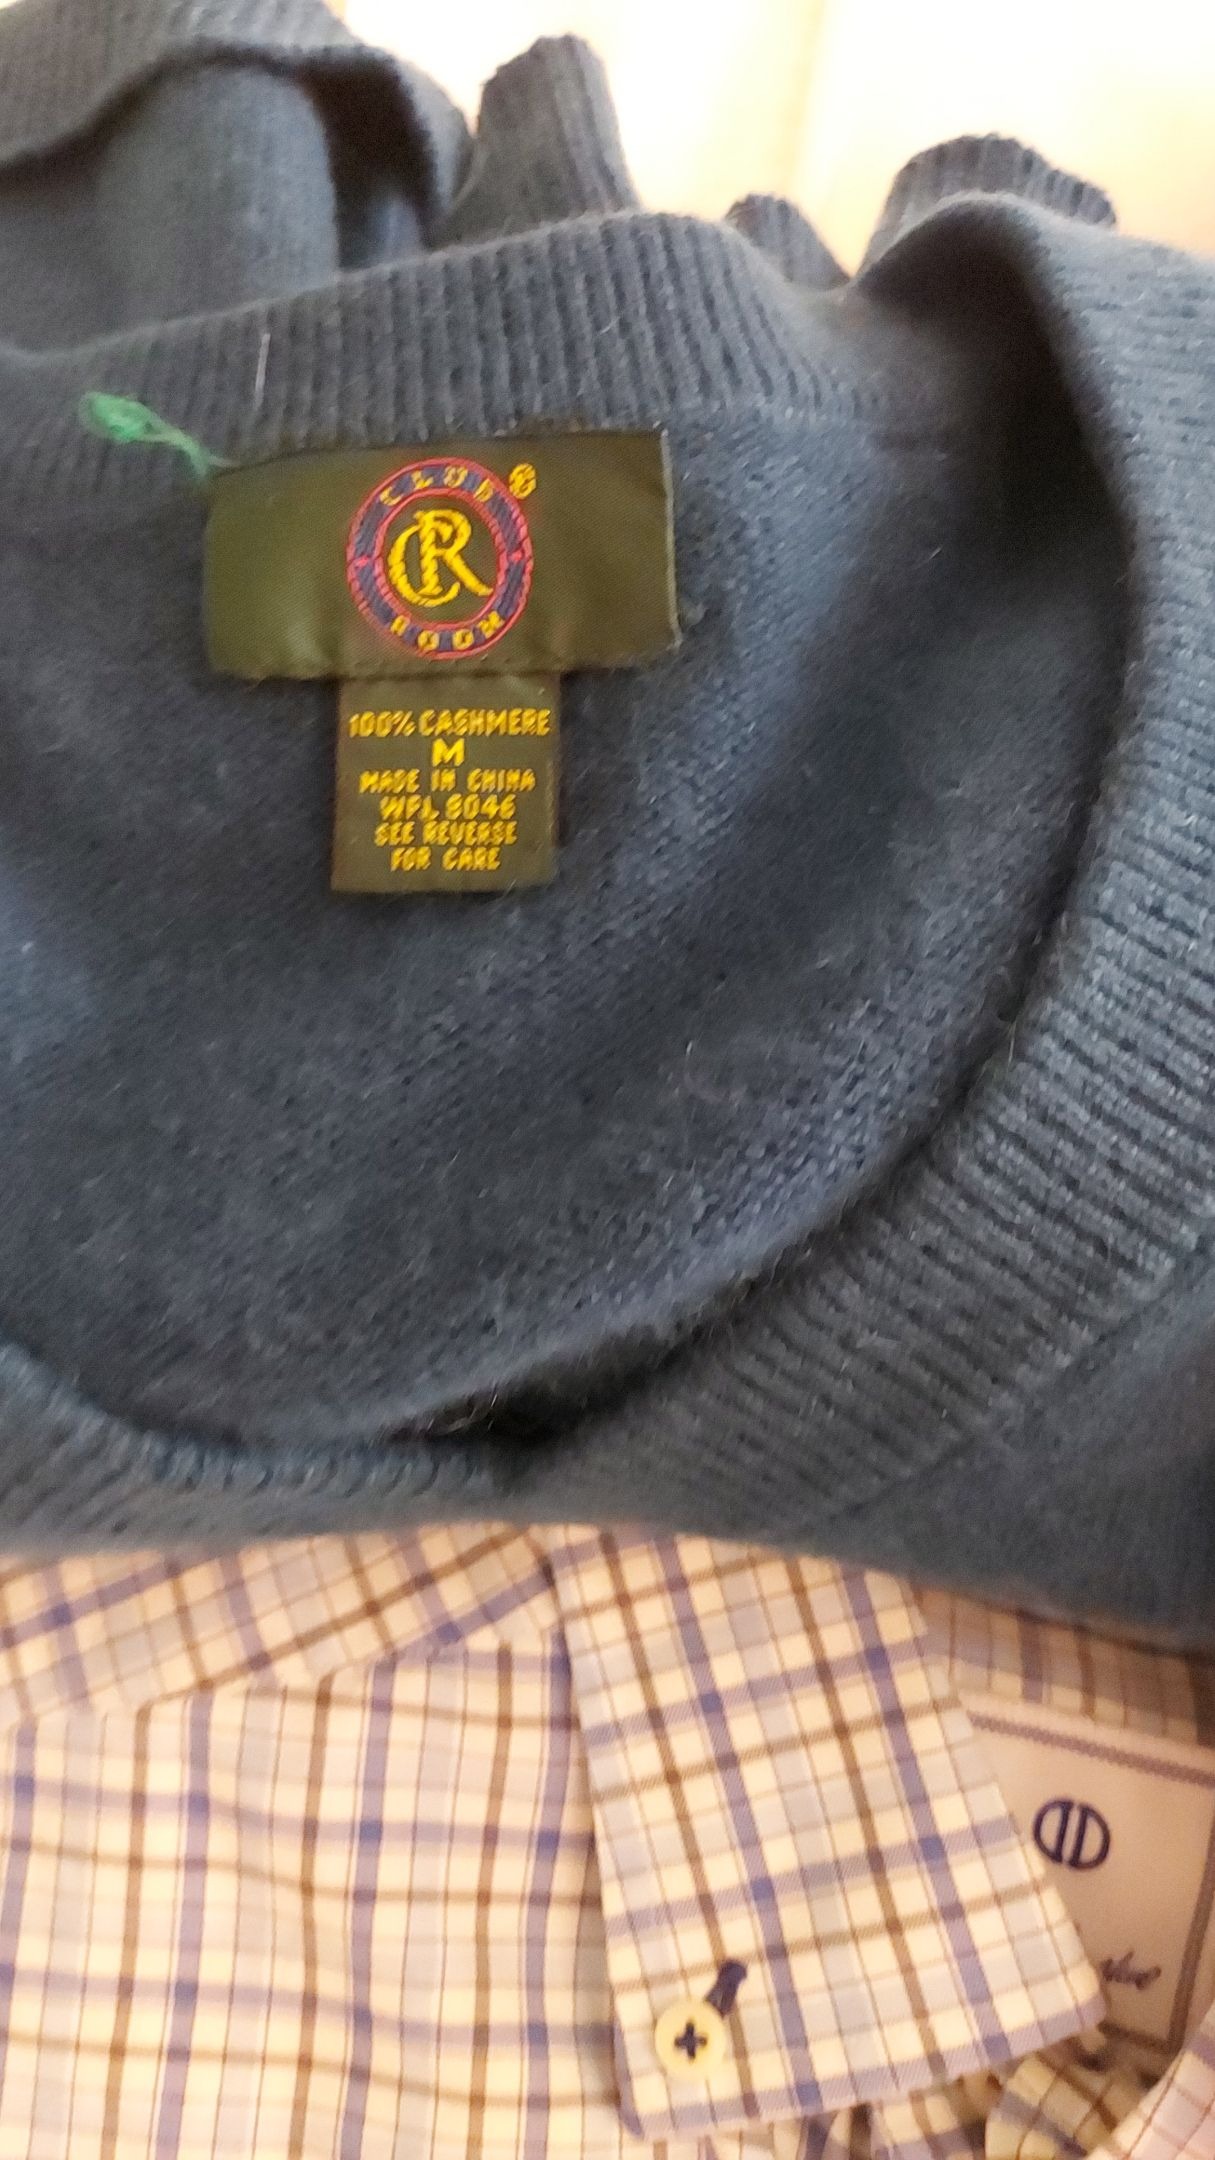 CLUB ®
CR
ROOM
100% CASHMERE
M
MADE IN CHINA
WPL 8046
SEE REVERSE
FOR CARE